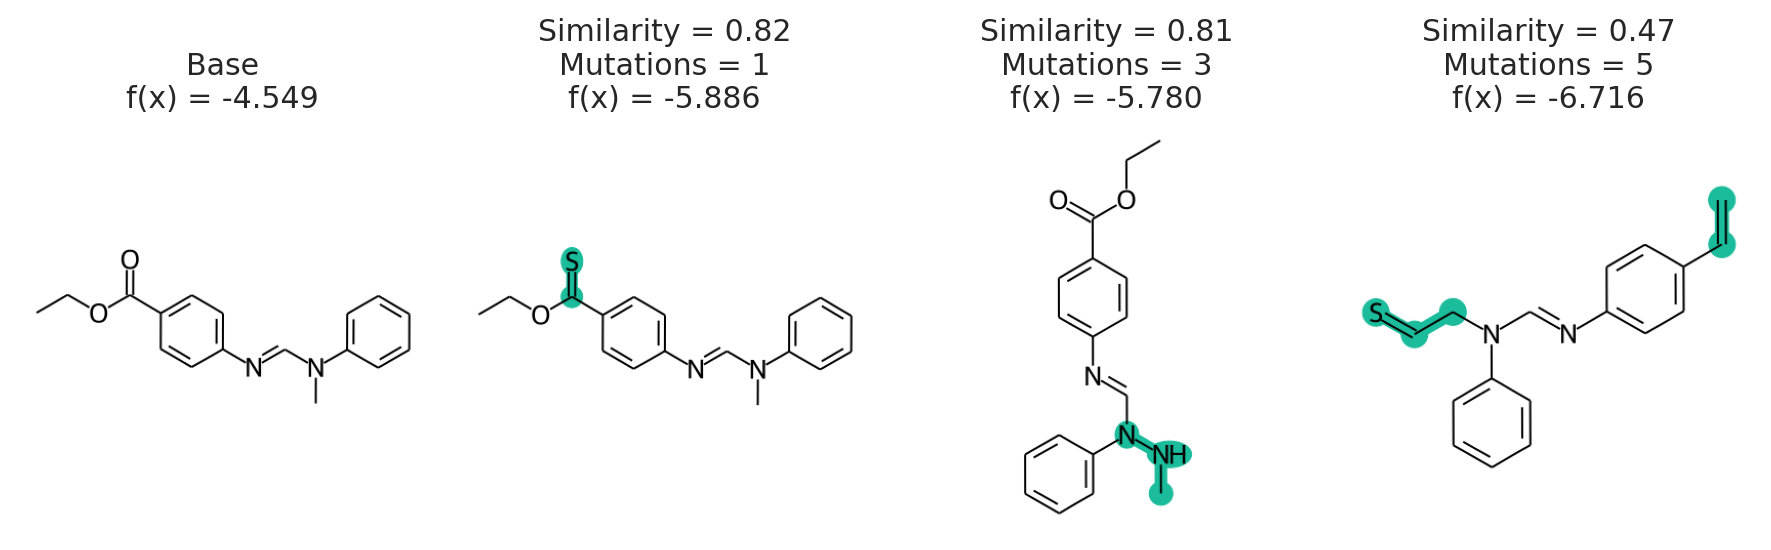 Base
f(x) = -4.549
Similarity = 0.82
Mutations = 1
f(x) = -5.886
Similarity = 0.81
Mutations = 3
f(x) = -5.780
Similarity = 0.47
Mutations = 5
f(x) = -6.716
O
O
N
N
S
O
N
N
O
O
N
N
NH
S
N
N